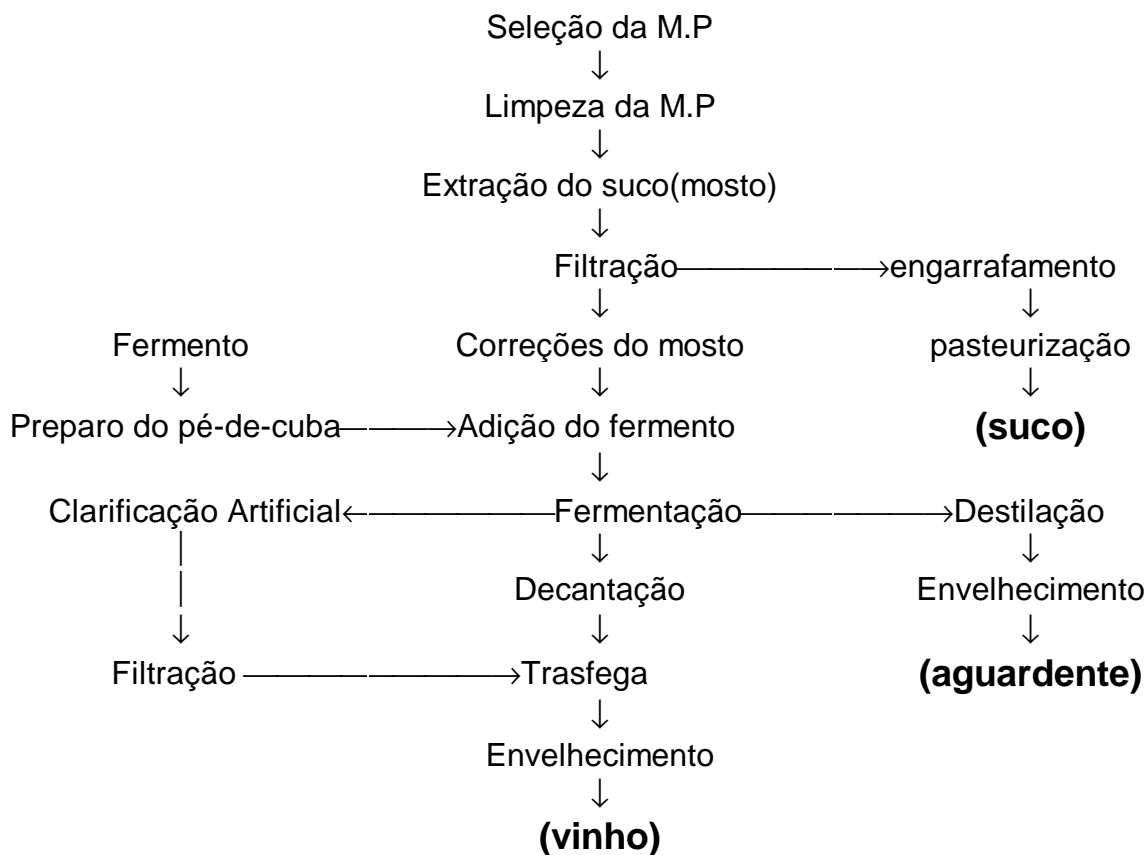 Seleção da M.P
↓
Limpeza da M.P
↓
Extração do suco(mosto)
↓
Filtração————→engarrafamento
↓ ↓
Fermento Correções do mosto pasteurização
↓ ↓ ↓
Preparo do pé-de-cuba———→Adição do fermento (suco)
↓
Clarificação Artificial←————Fermentação————→Destilação
| ↓ ↓
| Decantação Envelhecimento
↓ ↓ ↓
Filtração————→Trasfega (aguardente)
↓
Envelhecimento
↓
(vinho)